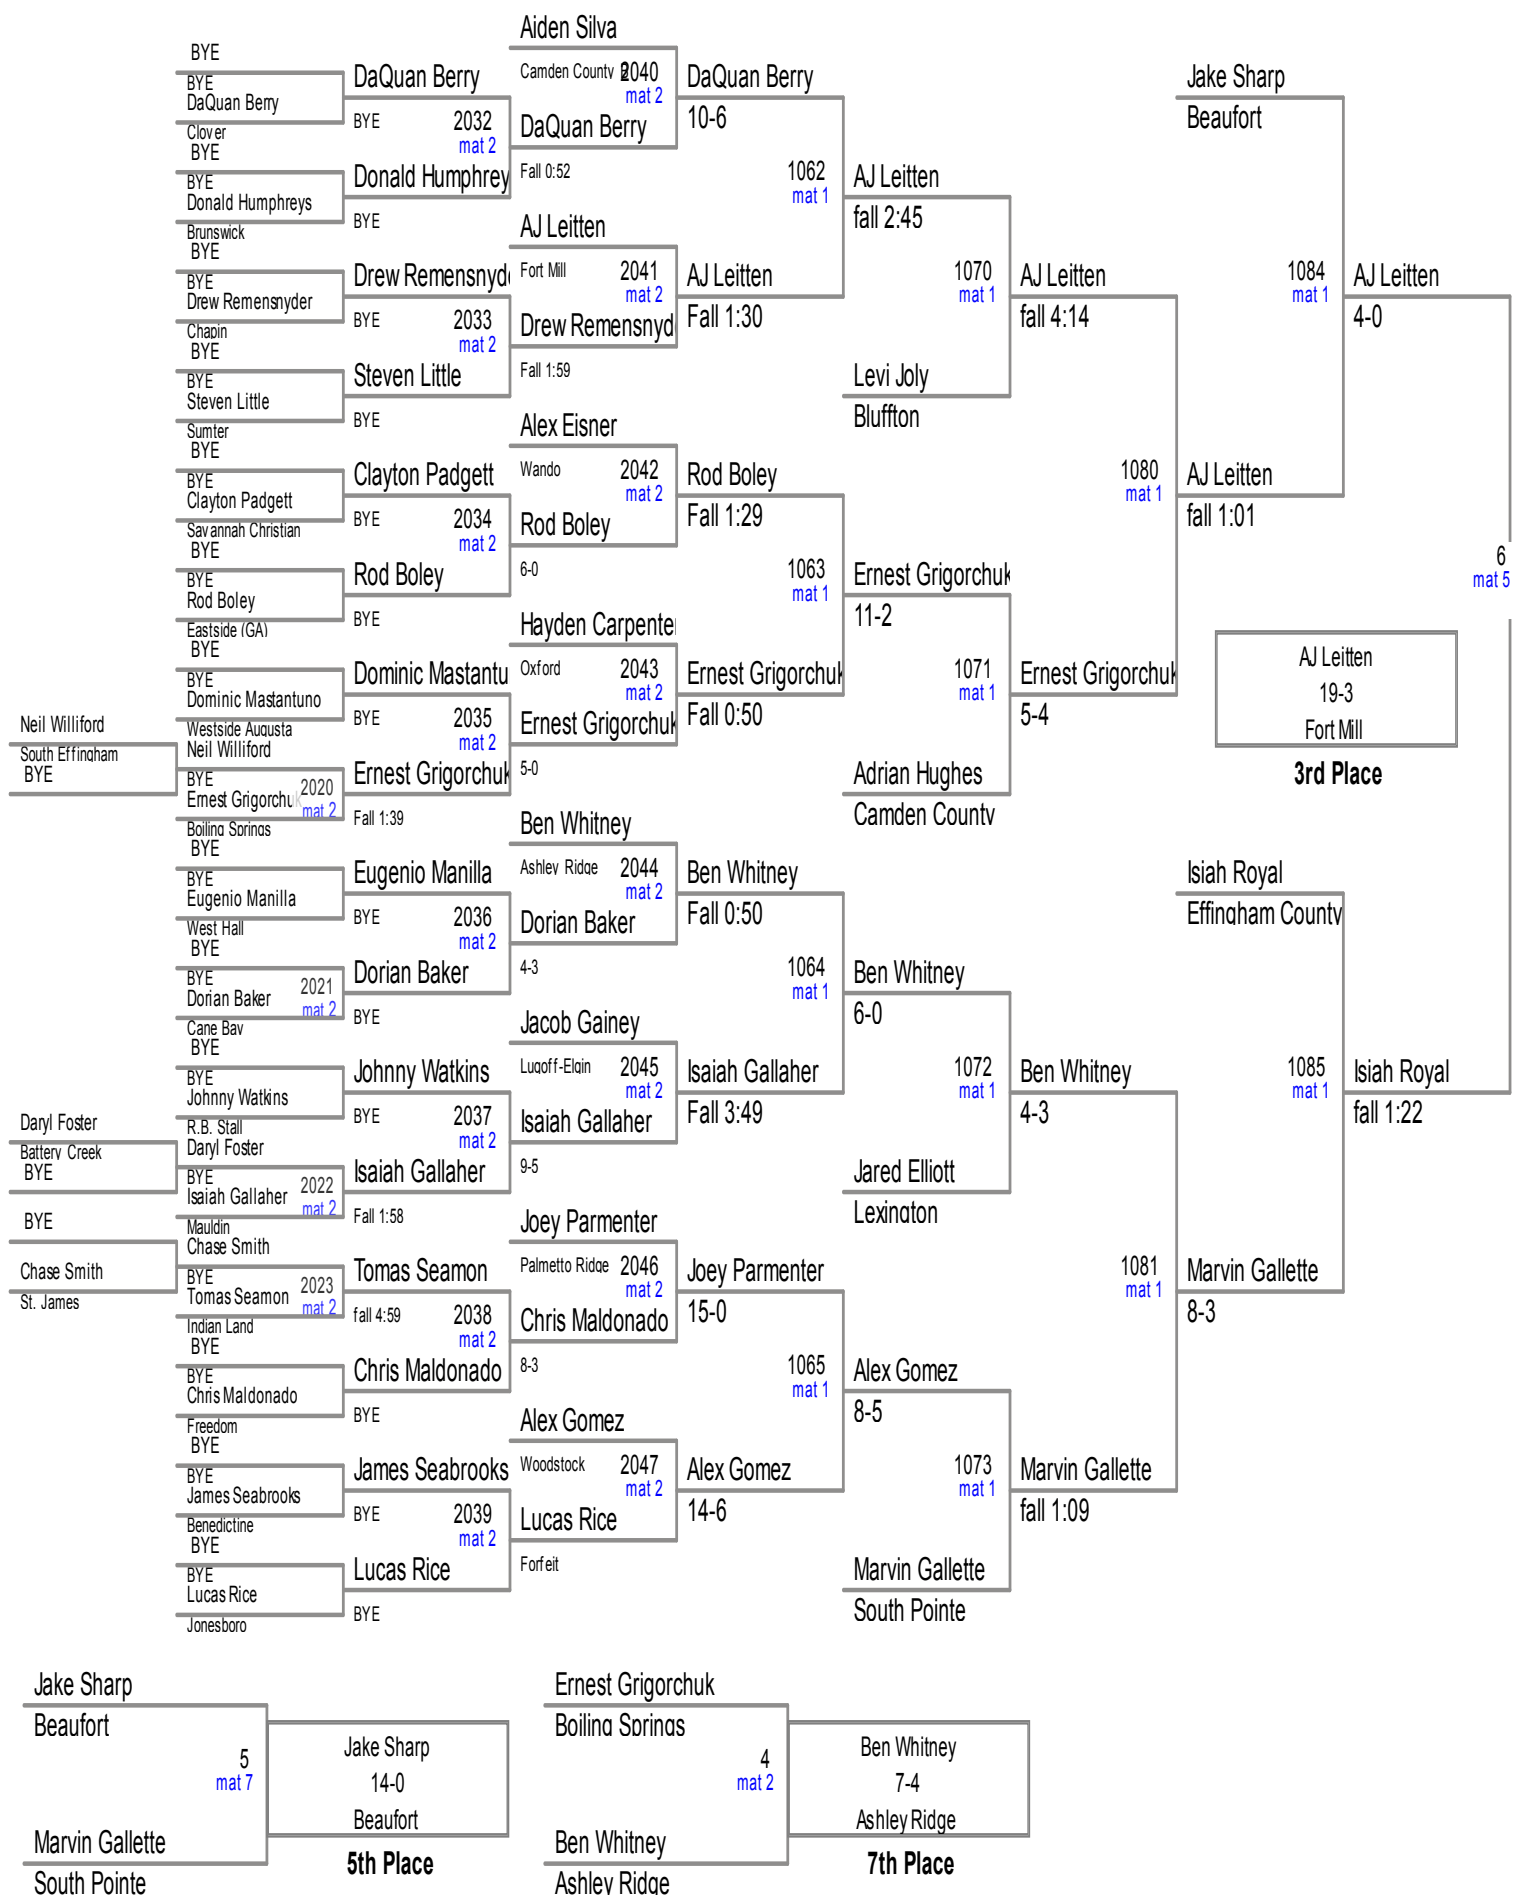 Neil Williford
South Effingham
BYE
Daryl Foster
Battery Creek
BYE
BYE
Chase Smith
St. James
BYE
BYE
DaQuan Berry
Clover
BYE
BYE
Donald Humphreys
Brunswick
BYE
BYE
Drew Remensnyder
Chapin
BYE
BYE
Steven Little
Sumter
BYE
BYE
Clayton Padgett
Savannah Christian
BYE
BYE
Rod Boley
Eastside (GA)
BYE
BYE
Dominic Mastantuno
Westside Augusta
Neil Williford
BYE
2020
Ernest Grigorchuk
mat 2
Boiling Springs
BYE
BYE
Eugenio Manilla
West Hall
BYE
BYE
2021
Dorian Baker
mat 2
Cane Bay
BYE
BYE
Johnny Watkins
R.B. Stall
Daryl Foster
BYE
2022
Isaiah Gallaher
mat 2
Mauldin
Chase Smith
BYE
2023
Tomas Seamon
mat 2
Indian Land
BYE
BYE
Chris Maldonado
Freedom
BYE
BYE
James Seabrooks
Benedictine
BYE
BYE
Lucas Rice
Jonesboro
DaQuan Berry
BYE
2032
mat 2
Donald Humphrey
BYE
Drew Remensnyd
BYE
2033
mat 2
Steven Little
BYE
Clayton Padgett
BYE
2034
mat 2
Rod Boley
BYE
Dominic Mastantu
BYE
2035
mat 2
Ernest Grigorchuk
Fall 1:39
Eugenio Manilla
BYE
2036
mat 2
Dorian Baker
BYE
Johnny Watkins
BYE
2037
mat 2
Isaiah Gallaher
Fall 1:58
Tomas Seamon
fall 4:59
2038
mat 2
Chris Maldonado
BYE
James Seabrooks
BYE
2039
mat 2
Lucas Rice
BYE
Aiden Silva
Camden County
2040
mat 2
DaQuan Berry
Fall 0:52
AJ Leitten
Fort Mill
2041
mat 2
Drew Remensnyd
Fall 1:59
Alex Eisner
Wando
2042
mat 2
Rod Boley
6-0
Hayden Carpenter
Oxford
2043
mat 2
Ernest Grigorchuk
5-0
Ben Whitney
Ashley Ridge
2044
mat 2
Dorian Baker
4-3
Jacob Gainey
Lugoff-Elgin
2045
mat 2
Isaiah Gallaher
9-5
Joey Parmenter
Palmetto Ridge
2046
mat 2
Chris Maldonado
8-3
Alex Gomez
Woodstock
2047
mat 2
Lucas Rice
Forfeit
DaQuan Berry
10-6
1062
mat 1
AJ Leitten
Fall 1:30
Rod Boley
Fall 1:29
1063
mat 1
Ernest Grigorchuk
Fall 0:50
Ben Whitney
Fall 0:50
1064
mat 1
Isaiah Gallaher
Fall 3:49
Joey Parmenter
15-0
1065
mat 1
Alex Gomez
14-6
AJ Leitten
fall 2:45
1070
mat 1
Levi Joly
Bluffton
Ernest Grigorchuk
11-2
1071
mat 1
Adrian Hughes
Camden County
Ben Whitney
6-0
1072
mat 1
Jared Elliott
Lexington
Alex Gomez
8-5
1073
mat 1
Marvin Gallette
South Pointe
AJ Leitten
fall 4:14
1080
mat 1
Ernest Grigorchuk
5-4
Ben Whitney
4-3
1081
mat 1
Marvin Gallette
fall 1:09
Jake Sharp
Beaufort
1084
mat 1
AJ Leitten
fall 1:01
Isiah Royal
Effingham County
1085
mat 1
Marvin Gallette
8-3
AJ Leitten
4-0
6
mat 5
Isiah Royal
fall 1:22
AJ Leitten
19-3
Fort Mill
3rd Place
Jake Sharp
Beaufort
5
mat 7
Marvin Gallette
South Pointe
Jake Sharp
14-0
Beaufort
5th Place
Ernest Grigorchuk
Boiling Springs
4
mat 2
Ben Whitney
Ashley Ridge
Ben Whitney
7-4
Ashley Ridge
7th Place